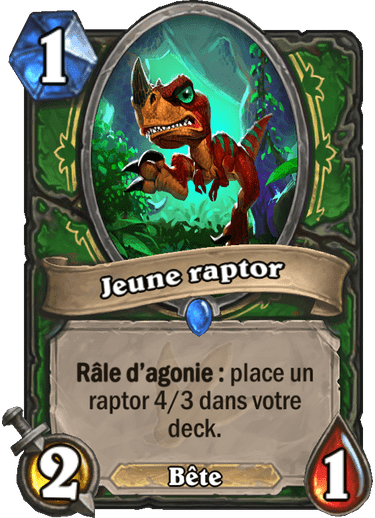 1
Jeune raptor
Râle d'agonie : place un
raptor 4/3 dans votre
deck.
2
Bête
1